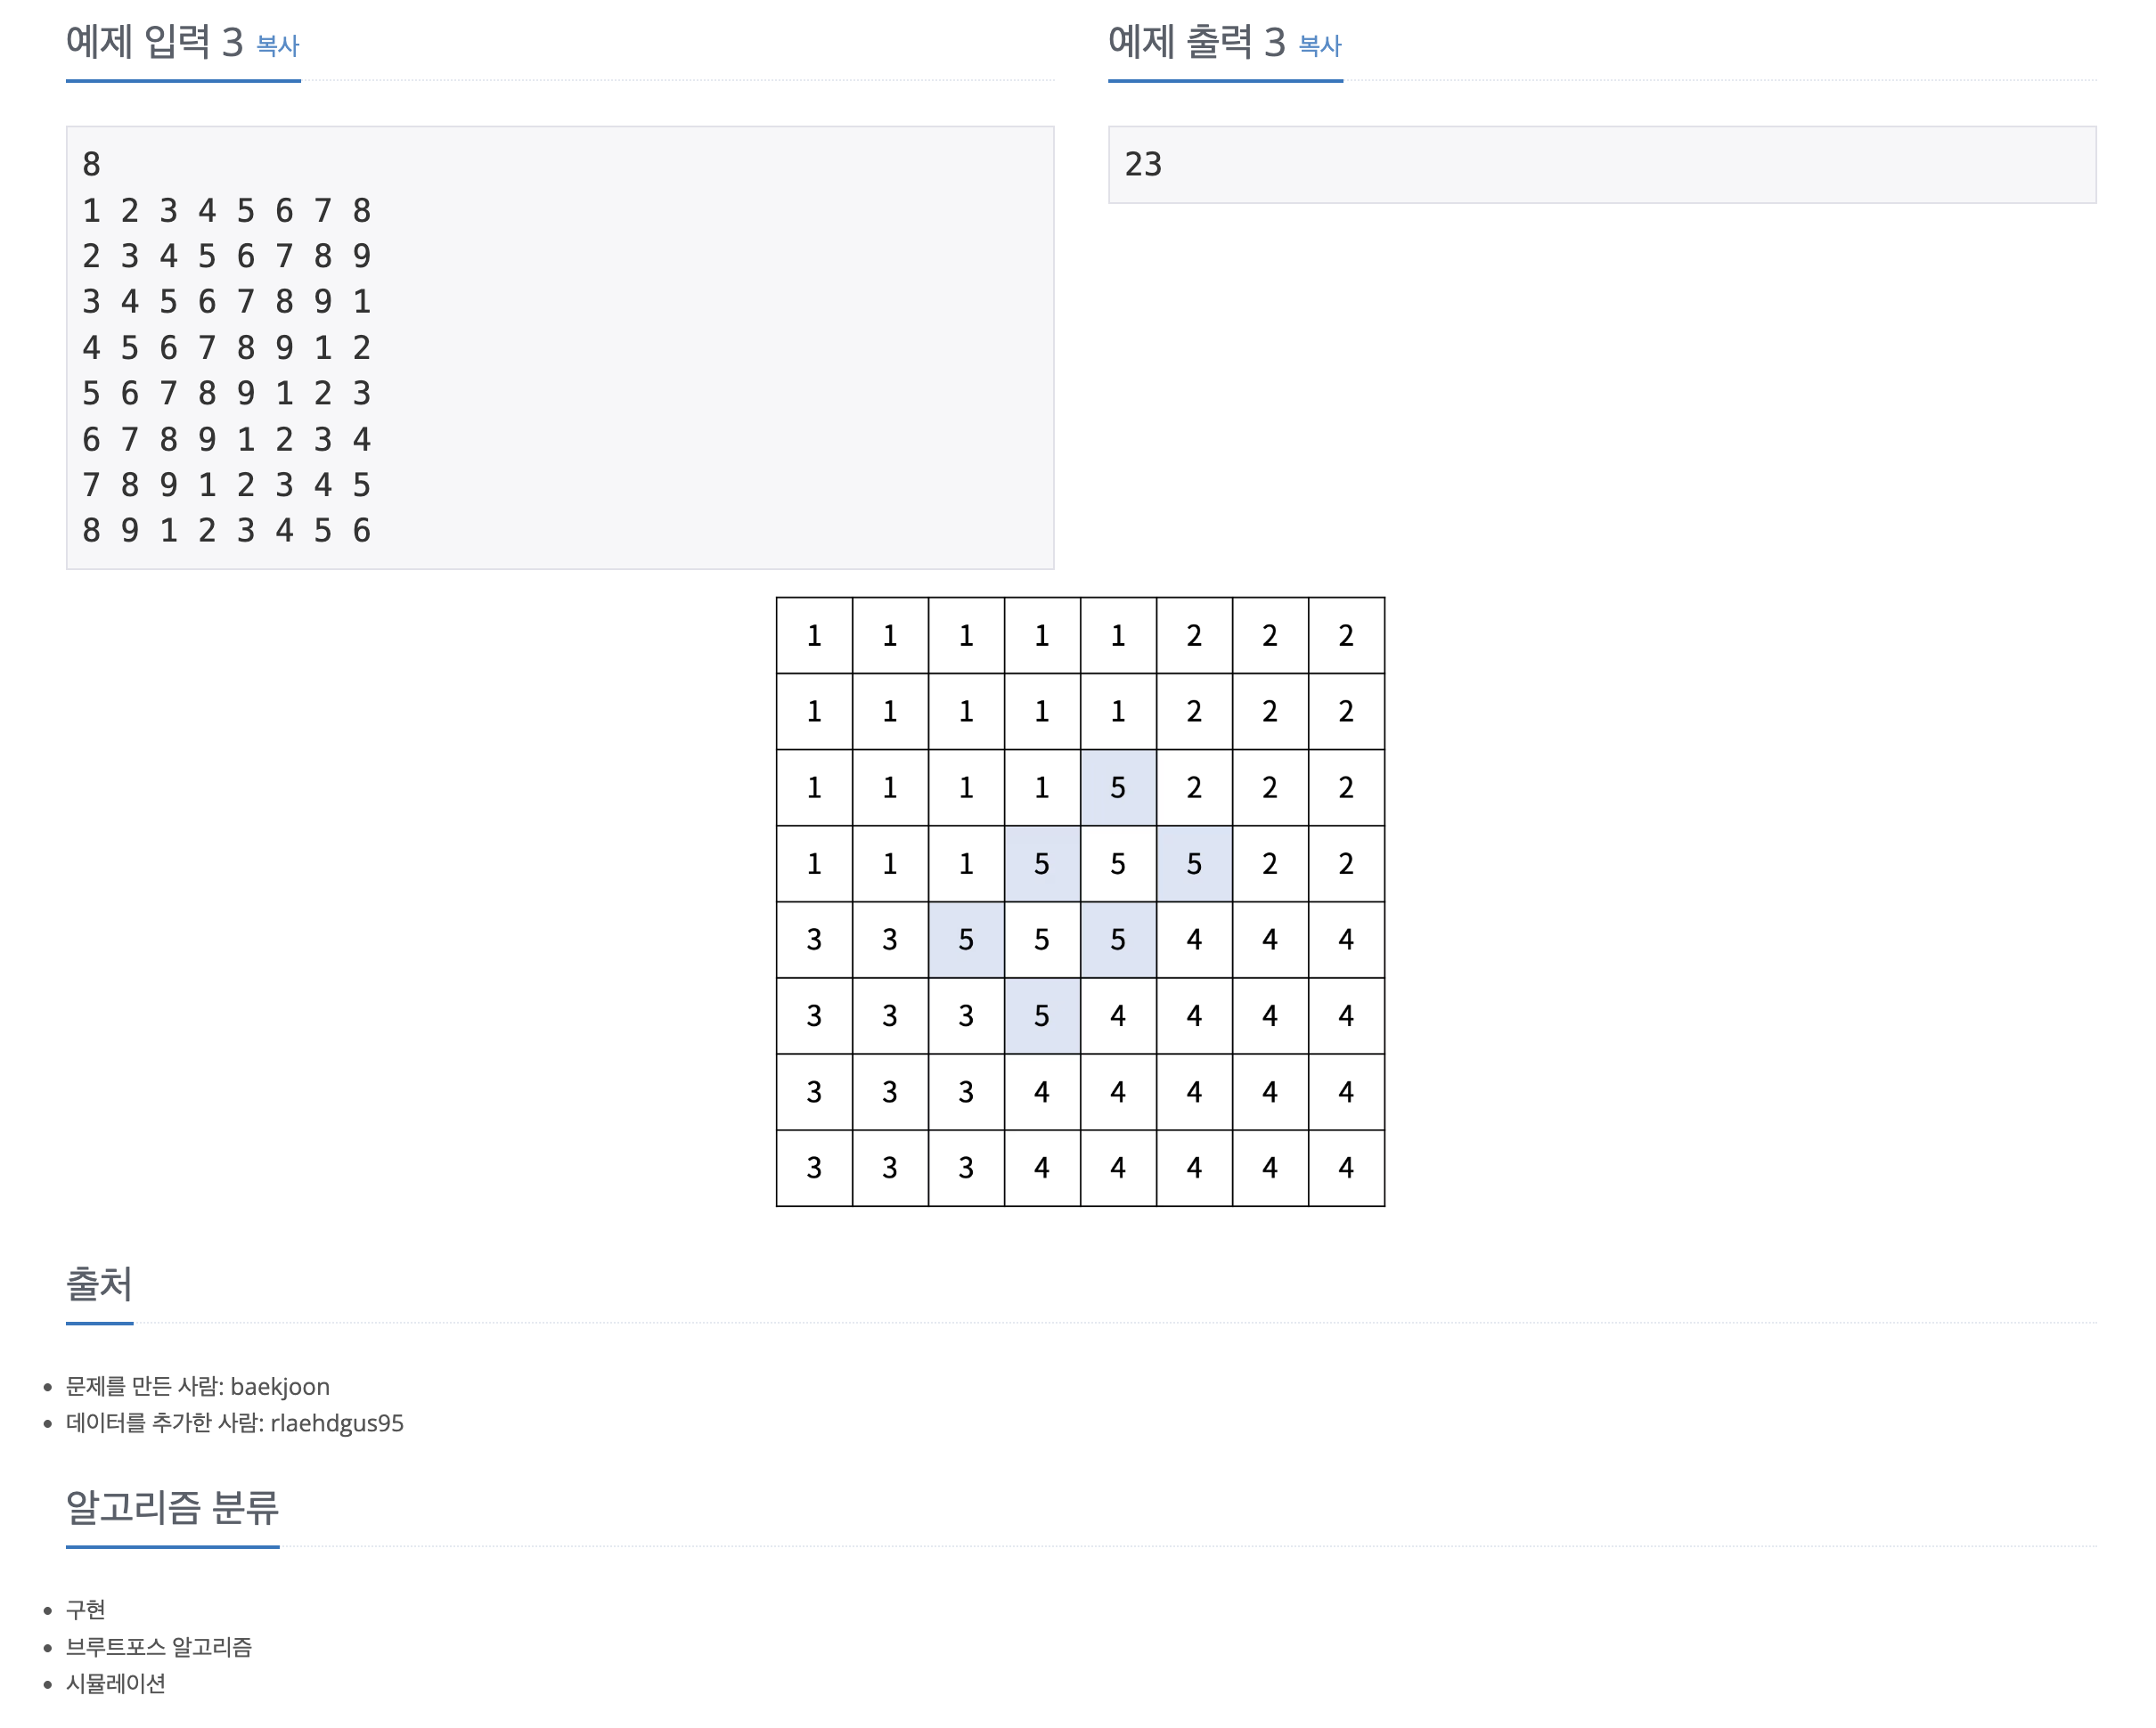 예제 입력 3 복사
8
1 2 3 4 5 6 7 8
2 3 4 5 6 7 8 9
3 4 5 6 7 8 9 1
4 5 6 7 8 9 1 2
5 6 7 8 9 1 2 3
6 7 8 9 1 2 3 4
7 8 9 1 2 3 4 5
8 9 1 2 3 4 5 6
예제 출력 3 복사
23
1 1 1 1 1 2 2 2
1 1 1 1 1 2 2 2
1 1 1 1 5 2 2 2
1 1 1 5 5 5 2 2
3 3 5 5 5 4 4 4
3 3 3 5 4 4 4 4
3 3 3 4 4 4 4 4
3 3 3 4 4 4 4 4
출처
문제를 만든 사람: baekjoon
데이터를 추가한 사람: rlaehdgus95
알고리즘 분류
구현
브루트포스 알고리즘
시뮬레이션